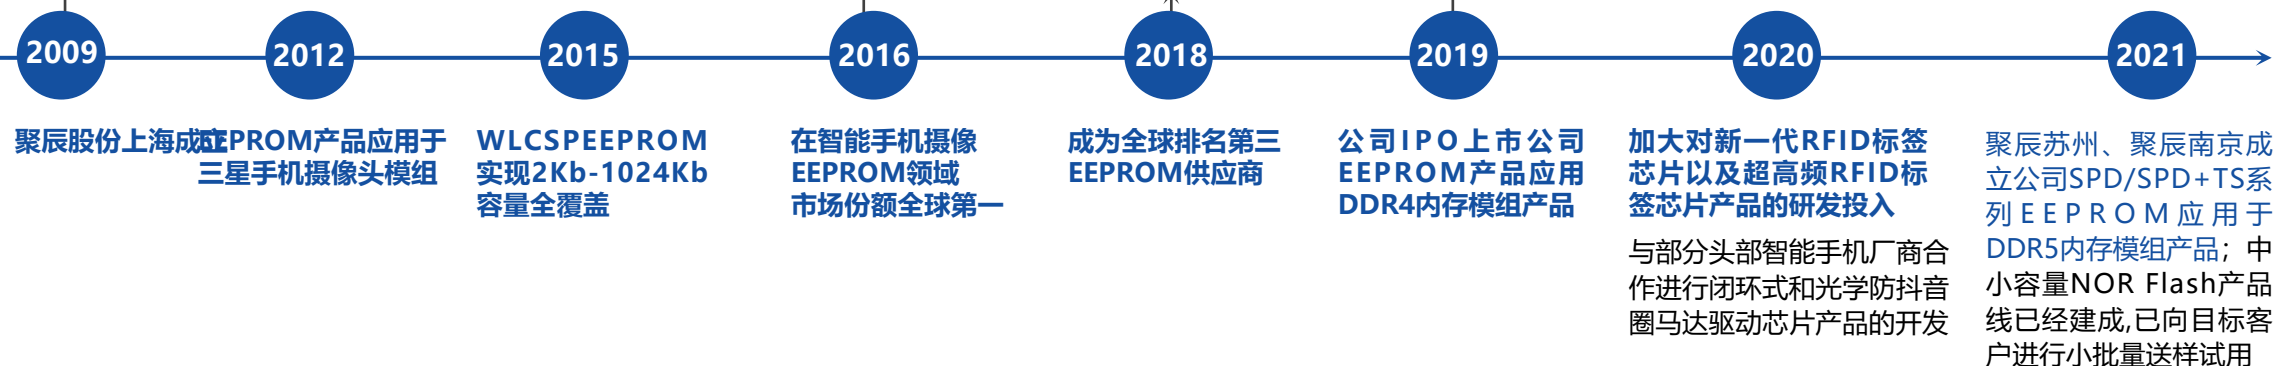 2009
2012
2015
2016
2018
2019
2020
2021
聚辰股份上海成立
EEPROM产品应用于
三星手机摄像头模组
WLCSPEEPROM
实现2Kb-1024Kb
容量全覆盖
在智能手机摄像
EEPROM领域
市场份额全球第一
成为全球排名第三
EEPROM供应商
公司IPO上市公司
EEPROM产品应用
DDR4内存模组产品
加大对新一代RFID标签
芯片以及超高频RFID标
签芯片产品的研发投入
与部分头部智能手机厂商合
作进行闭环式和光学防抖音
圈马达驱动芯片产品的开发
聚辰苏州、聚辰南京成
立公司SPD/SPD+TS系
列EEPROM应用于
DDR5内存模组产品；中
小容量NOR Flash产品
线已经建成,已向目标客
户进行小批量送样试用